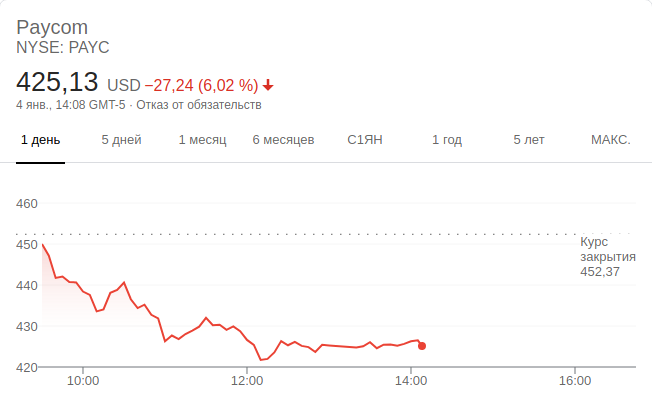 Paycom
NYSE: PAYC
425,13 USD −27,24 (6,02 %)
4 янв., 14:08 GMT-5 · Отказ от обязательств
1 день 5 дней 1 месяц 6 месяцев С1ЯН 1 год 5 лет МАКС.
460
450
440
430
420
Курс
закрытия
452,37
10:00 12:00 14:00 16:00